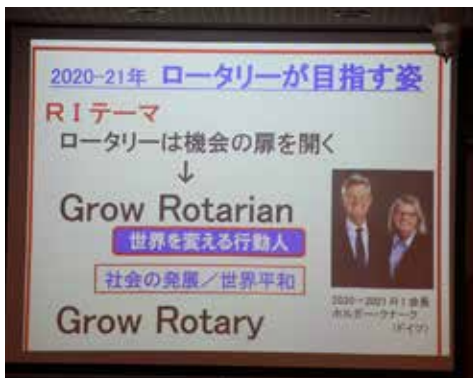 2020-21年 ロータリーが目指す姿
RIテーマ
ロータリーは機会の扉を開く
↓
Grow Rotarian
世界を変える行動人
社会の発展／世界平和
Grow Rotary
2020-2021 RI会長
ホルガー・クナーク
(ドイツ)